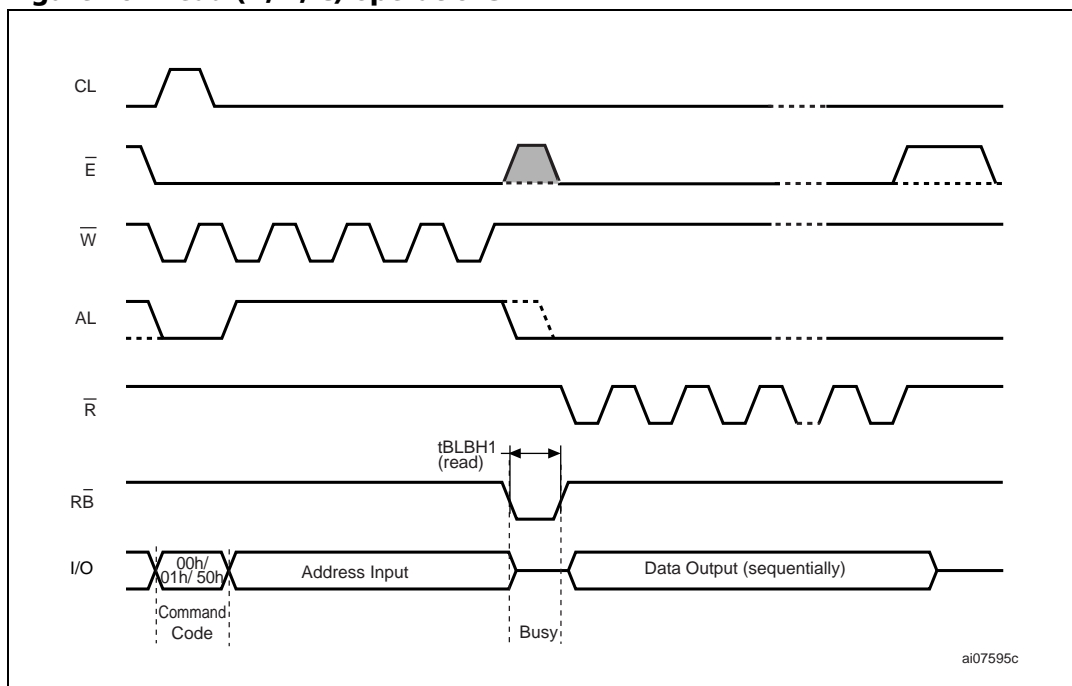 CL
E̅
W̅
AL
R̅
tBLBH1
(read)
RB̅
I/O
00h/
01h/ 50h
Address Input
Data Output (sequentially)
Command
Code
Busy
ai07595c